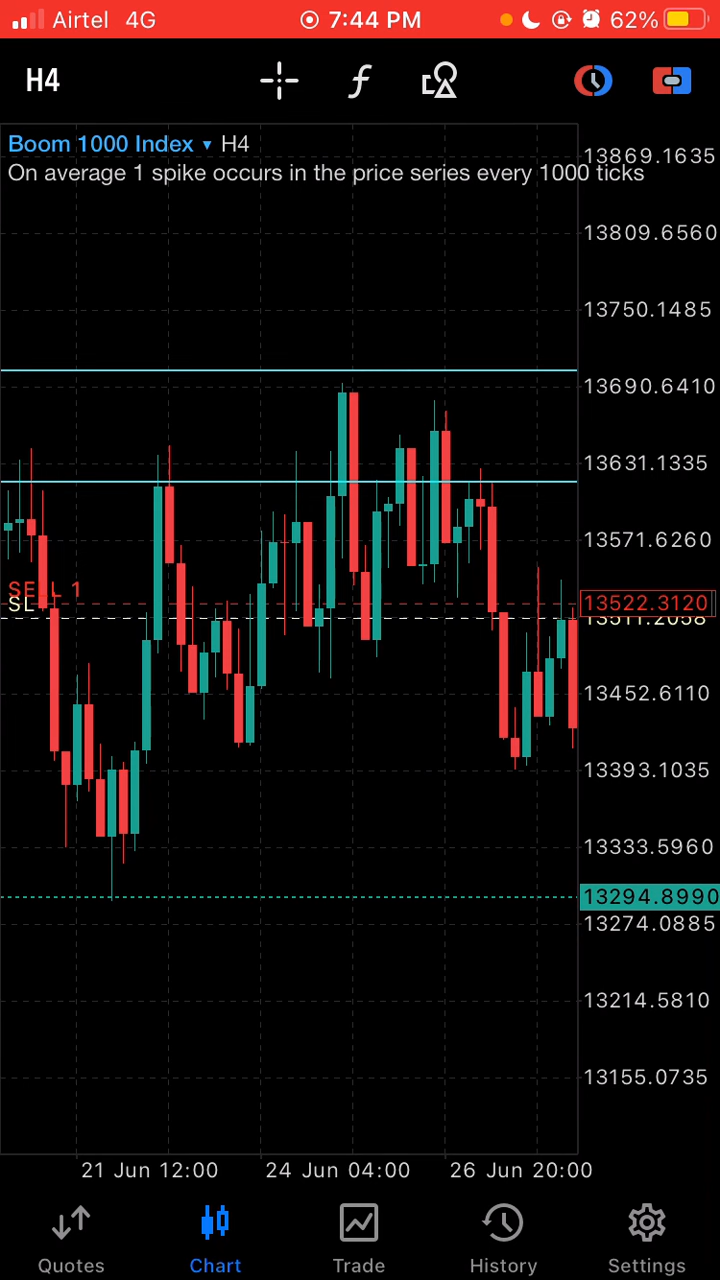 Airtel 4G 7:44 PM 62%
H4
Boom 1000 Index ▾ H4
On average 1 spike occurs in the price series every 1000 ticks
13869.1635
13809.6560
13750.1485
13690.6410
13631.1335
13571.6260
SELL 1
SL
13522.3120
13511.2058
13452.6110
13393.1035
13333.5960
13294.8990
13274.0885
13214.5810
13155.0735
21 Jun 12:00 24 Jun 04:00 26 Jun 20:00
Quotes Chart Trade History Settings